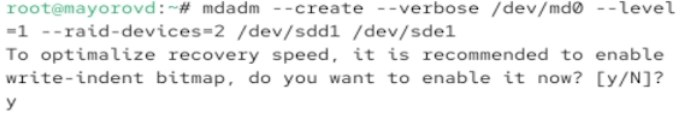 root@mayorovd:~# mdadm --create --verbose /dev/md0 --level
=1 --raid-devices=2 /dev/sdd1 /dev/sde1
To optimalize recovery speed, it is recommended to enable
write-indent bitmap, do you want to enable it now? [y/N]?
y